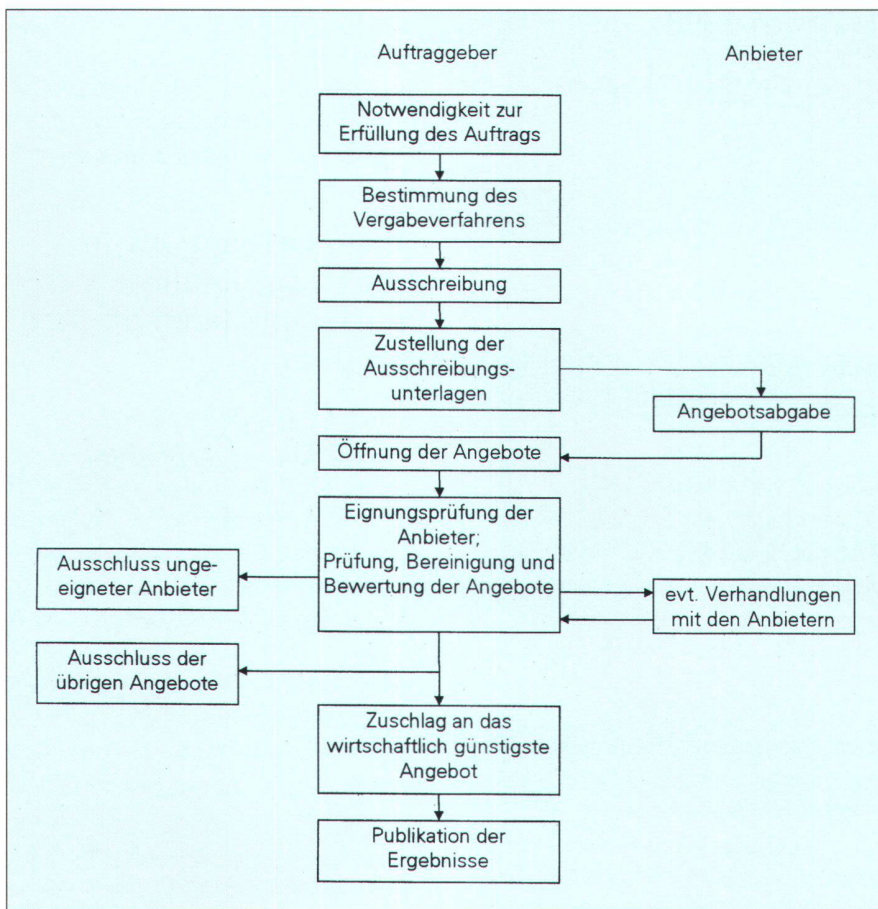 Auftraggeber
Anbieter
Notwendigkeit zur
Erfüllung des Auftrags
Bestimmung des
Vergabeverfahrens
Ausschreibung
Zustellung der
Ausschreibungs-
unterlagen
Angebotsabgabe
Öffnung der Angebote
Eignungsprüfung der
Anbieter;
Prüfung, Bereinigung und
Bewertung der Angebote
Ausschluss unge-
eigneter Anbieter
evt. Verhandlungen
mit den Anbietern
Ausschluss der
übrigen Angebote
Zuschlag an das
wirtschaftlich günstigste
Angebot
Publikation der
Ergebnisse